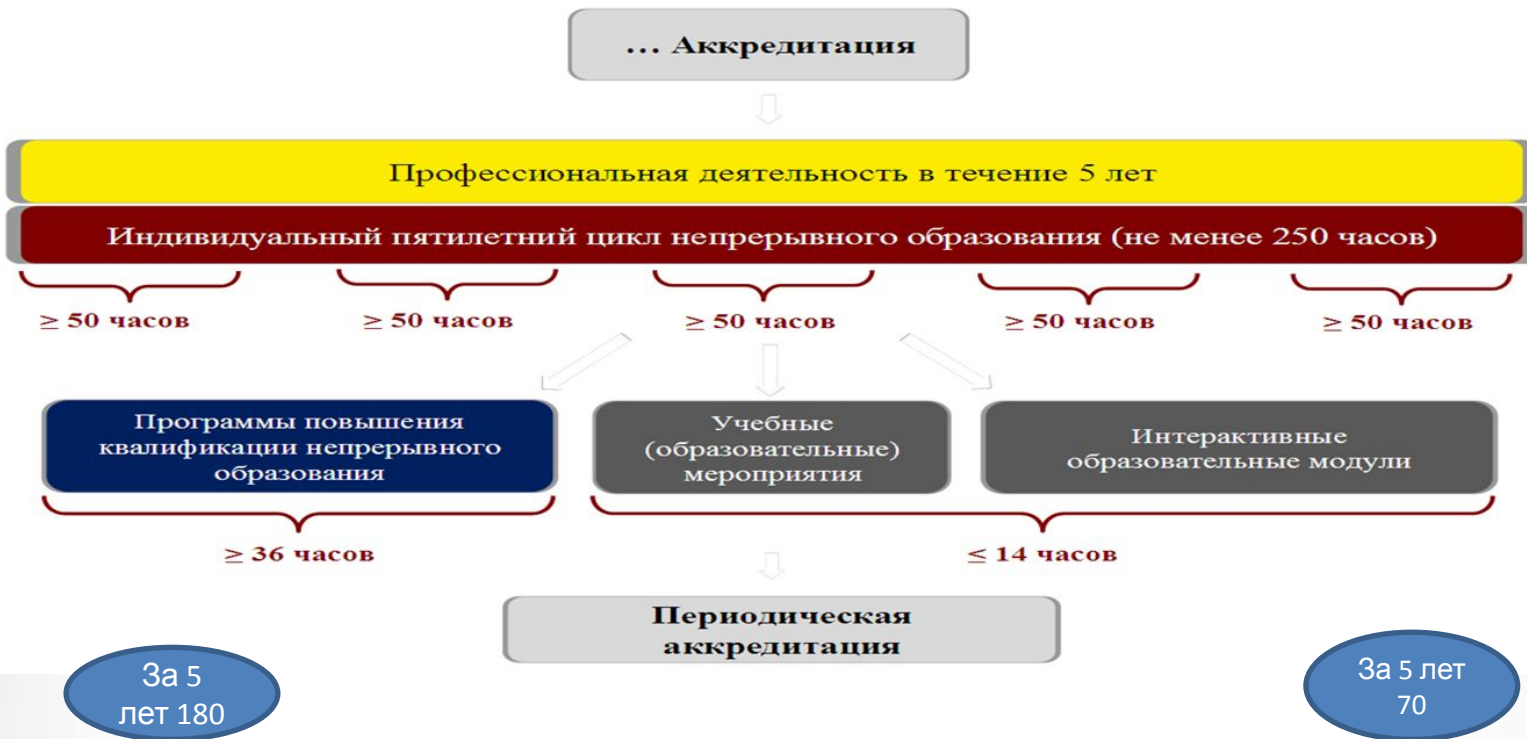 ... Аккредитация
Профессиональная деятельность в течение 5 лет
Индивидуальный пятилетний цикл непрерывного образования (не менее 250 часов)
≥ 50 часов
≥ 50 часов
≥ 50 часов
≥ 50 часов
≥ 50 часов
Программы повышения
квалификации непрерывного
образования
Учебные
(образовательные)
мероприятия
Интерактивные
образовательные модули
≥ 36 часов
≤ 14 часов
Периодическая
аккредитация
За 5
лет 180
За 5 лет
70